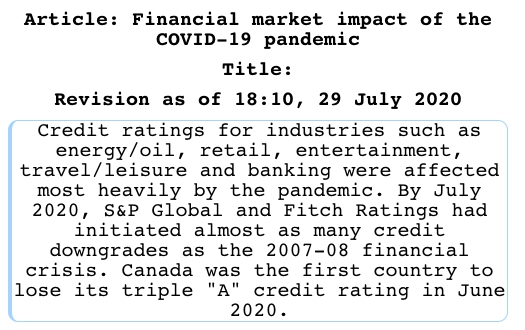 Article: Financial market impact of the
COVID-19 pandemic
Title:
Revision as of 18:10, 29 July 2020
Credit ratings for industries such as
energy/oil, retail, entertainment,
travel/leisure and banking were affected
most heavily by the pandemic. By July
2020, S&P Global and Fitch Ratings had
initiated almost as many credit
downgrades as the 2007-08 financial
crisis. Canada was the first country to
lose its triple "A" credit rating in June
2020.